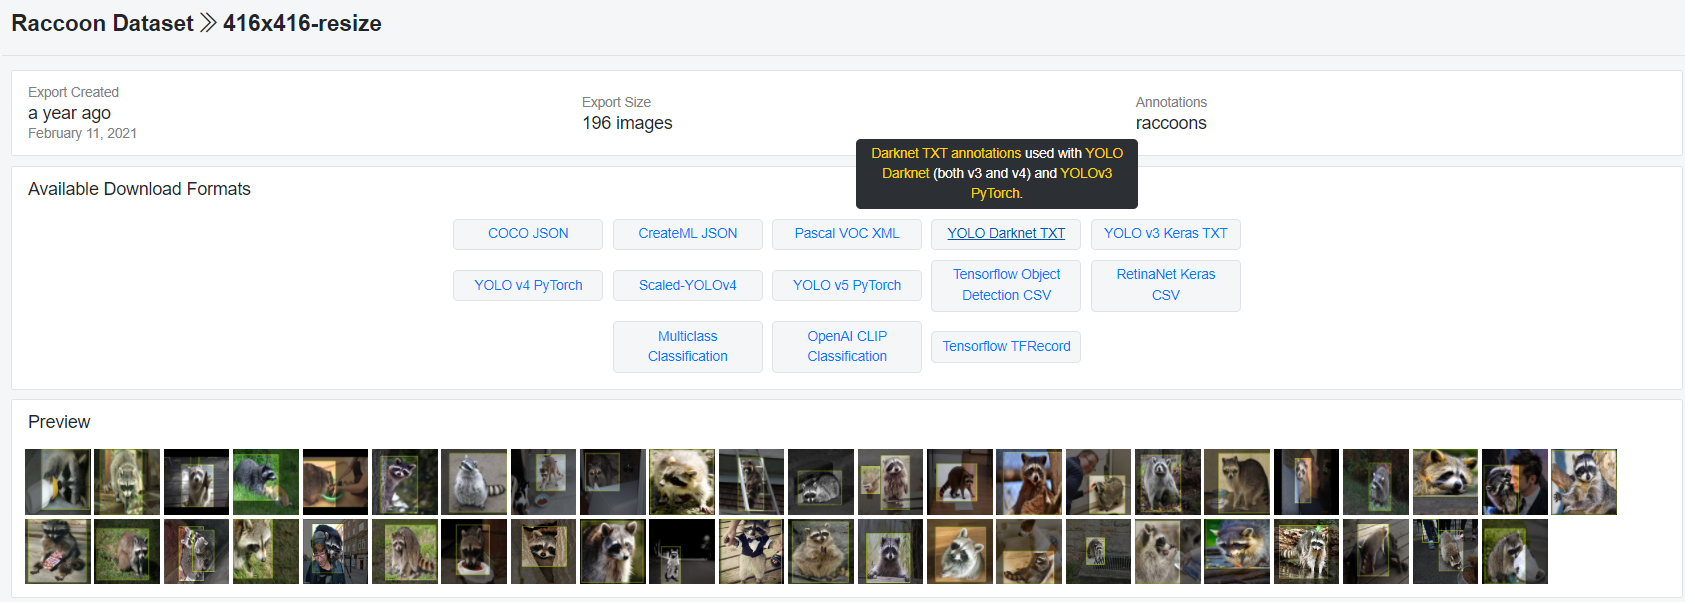 Raccoon Dataset » 416x416-resize
Export Created
a year ago
February 11, 2021
Export Size
196 images
Annotations
raccoons
Darknet TXT annotations used with YOLO
Darknet (both v3 and v4) and YOLOv3
PyTorch.
Available Download Formats
COCO JSON
CreateML JSON
Pascal VOC XML
YOLO Darknet TXT
YOLO v3 Keras TXT
YOLO v4 PyTorch
Scaled-YOLOv4
YOLO v5 PyTorch
Tensorflow Object
Detection CSV
RetinaNet Keras
CSV
Multiclass
Classification
OpenAI CLIP
Classification
Tensorflow TFRecord
Preview